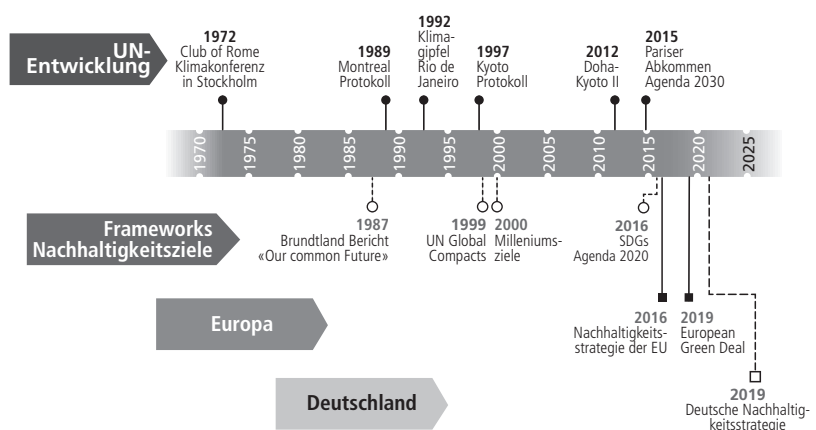 UN-
Entwicklung
1972
Club of Rome
Klimakonferenz
in Stockholm
1989
Montreal
Protokoll
1992
Klima-
gipfel
Rio de
Janeiro
1997
Kyoto
Protokoll
2012
Doha-
Kyoto II
2015
Pariser
Abkommen
Agenda 2030
1970
1975
1980
1985
1990
1995
2000
2005
2010
2015
2020
2025
Frameworks
Nachhaltigkeitsziele
1987
Brundtland Bericht
«Our common Future»
1999
UN Global
Compacts
2000
Milleniums-
ziele
2016
SDGs
Agenda 2020
Europa
2016
Nachhaltigkeits-
strategie der EU
2019
European
Green Deal
Deutschland
2019
Deutsche Nachhaltig-
keitsstrategie